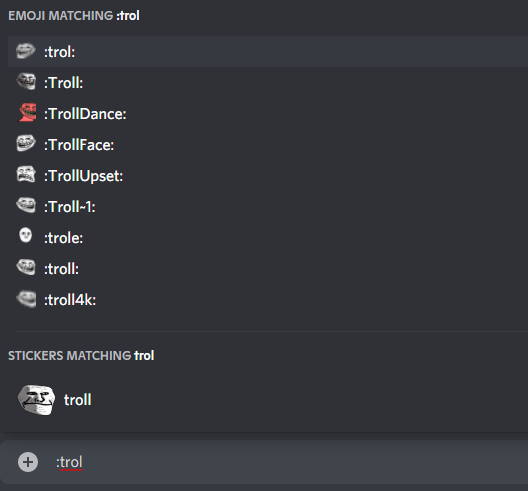 EMOJI MATCHING :trol
:trol:
:Troll:
:TrollDance:
:TrollFace:
:TrollUpset:
:Troll~1:
:trole:
:troll:
:troll4k:
STICKERS MATCHING trol
troll
:trol